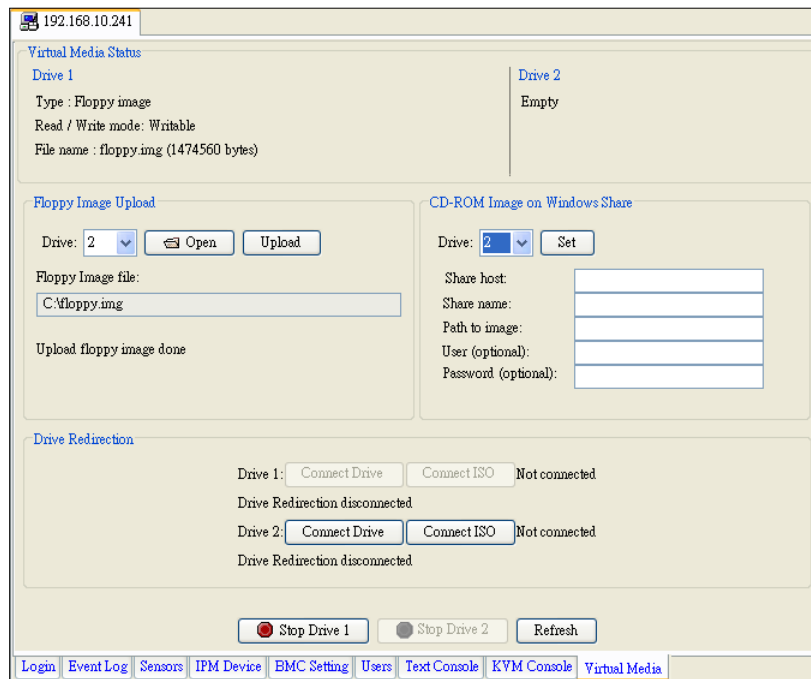 192.168.10.241
Virtual Media Status
Drive 1
Type : Floppy image
Read / Write mode: Writable
File name : floppy.img (1474560 bytes)
Drive 2
Empty
Floppy Image Upload
Drive: 2 Open Upload
Floppy Image file:
C:\floppy.img
Upload floppy image done
CD-ROM Image on Windows Share
Drive: 2 Set
Share host:
Share name:
Path to image:
User (optional):
Password (optional):
Drive Redirection
Drive 1: Connect Drive Connect ISO Not connected
Drive Redirection disconnected
Drive 2: Connect Drive Connect ISO Not connected
Drive Redirection disconnected
Stop Drive 1 Stop Drive 2 Refresh
Login Event Log Sensors IPM Device BMC Setting Users Text Console KVM Console Virtual Media